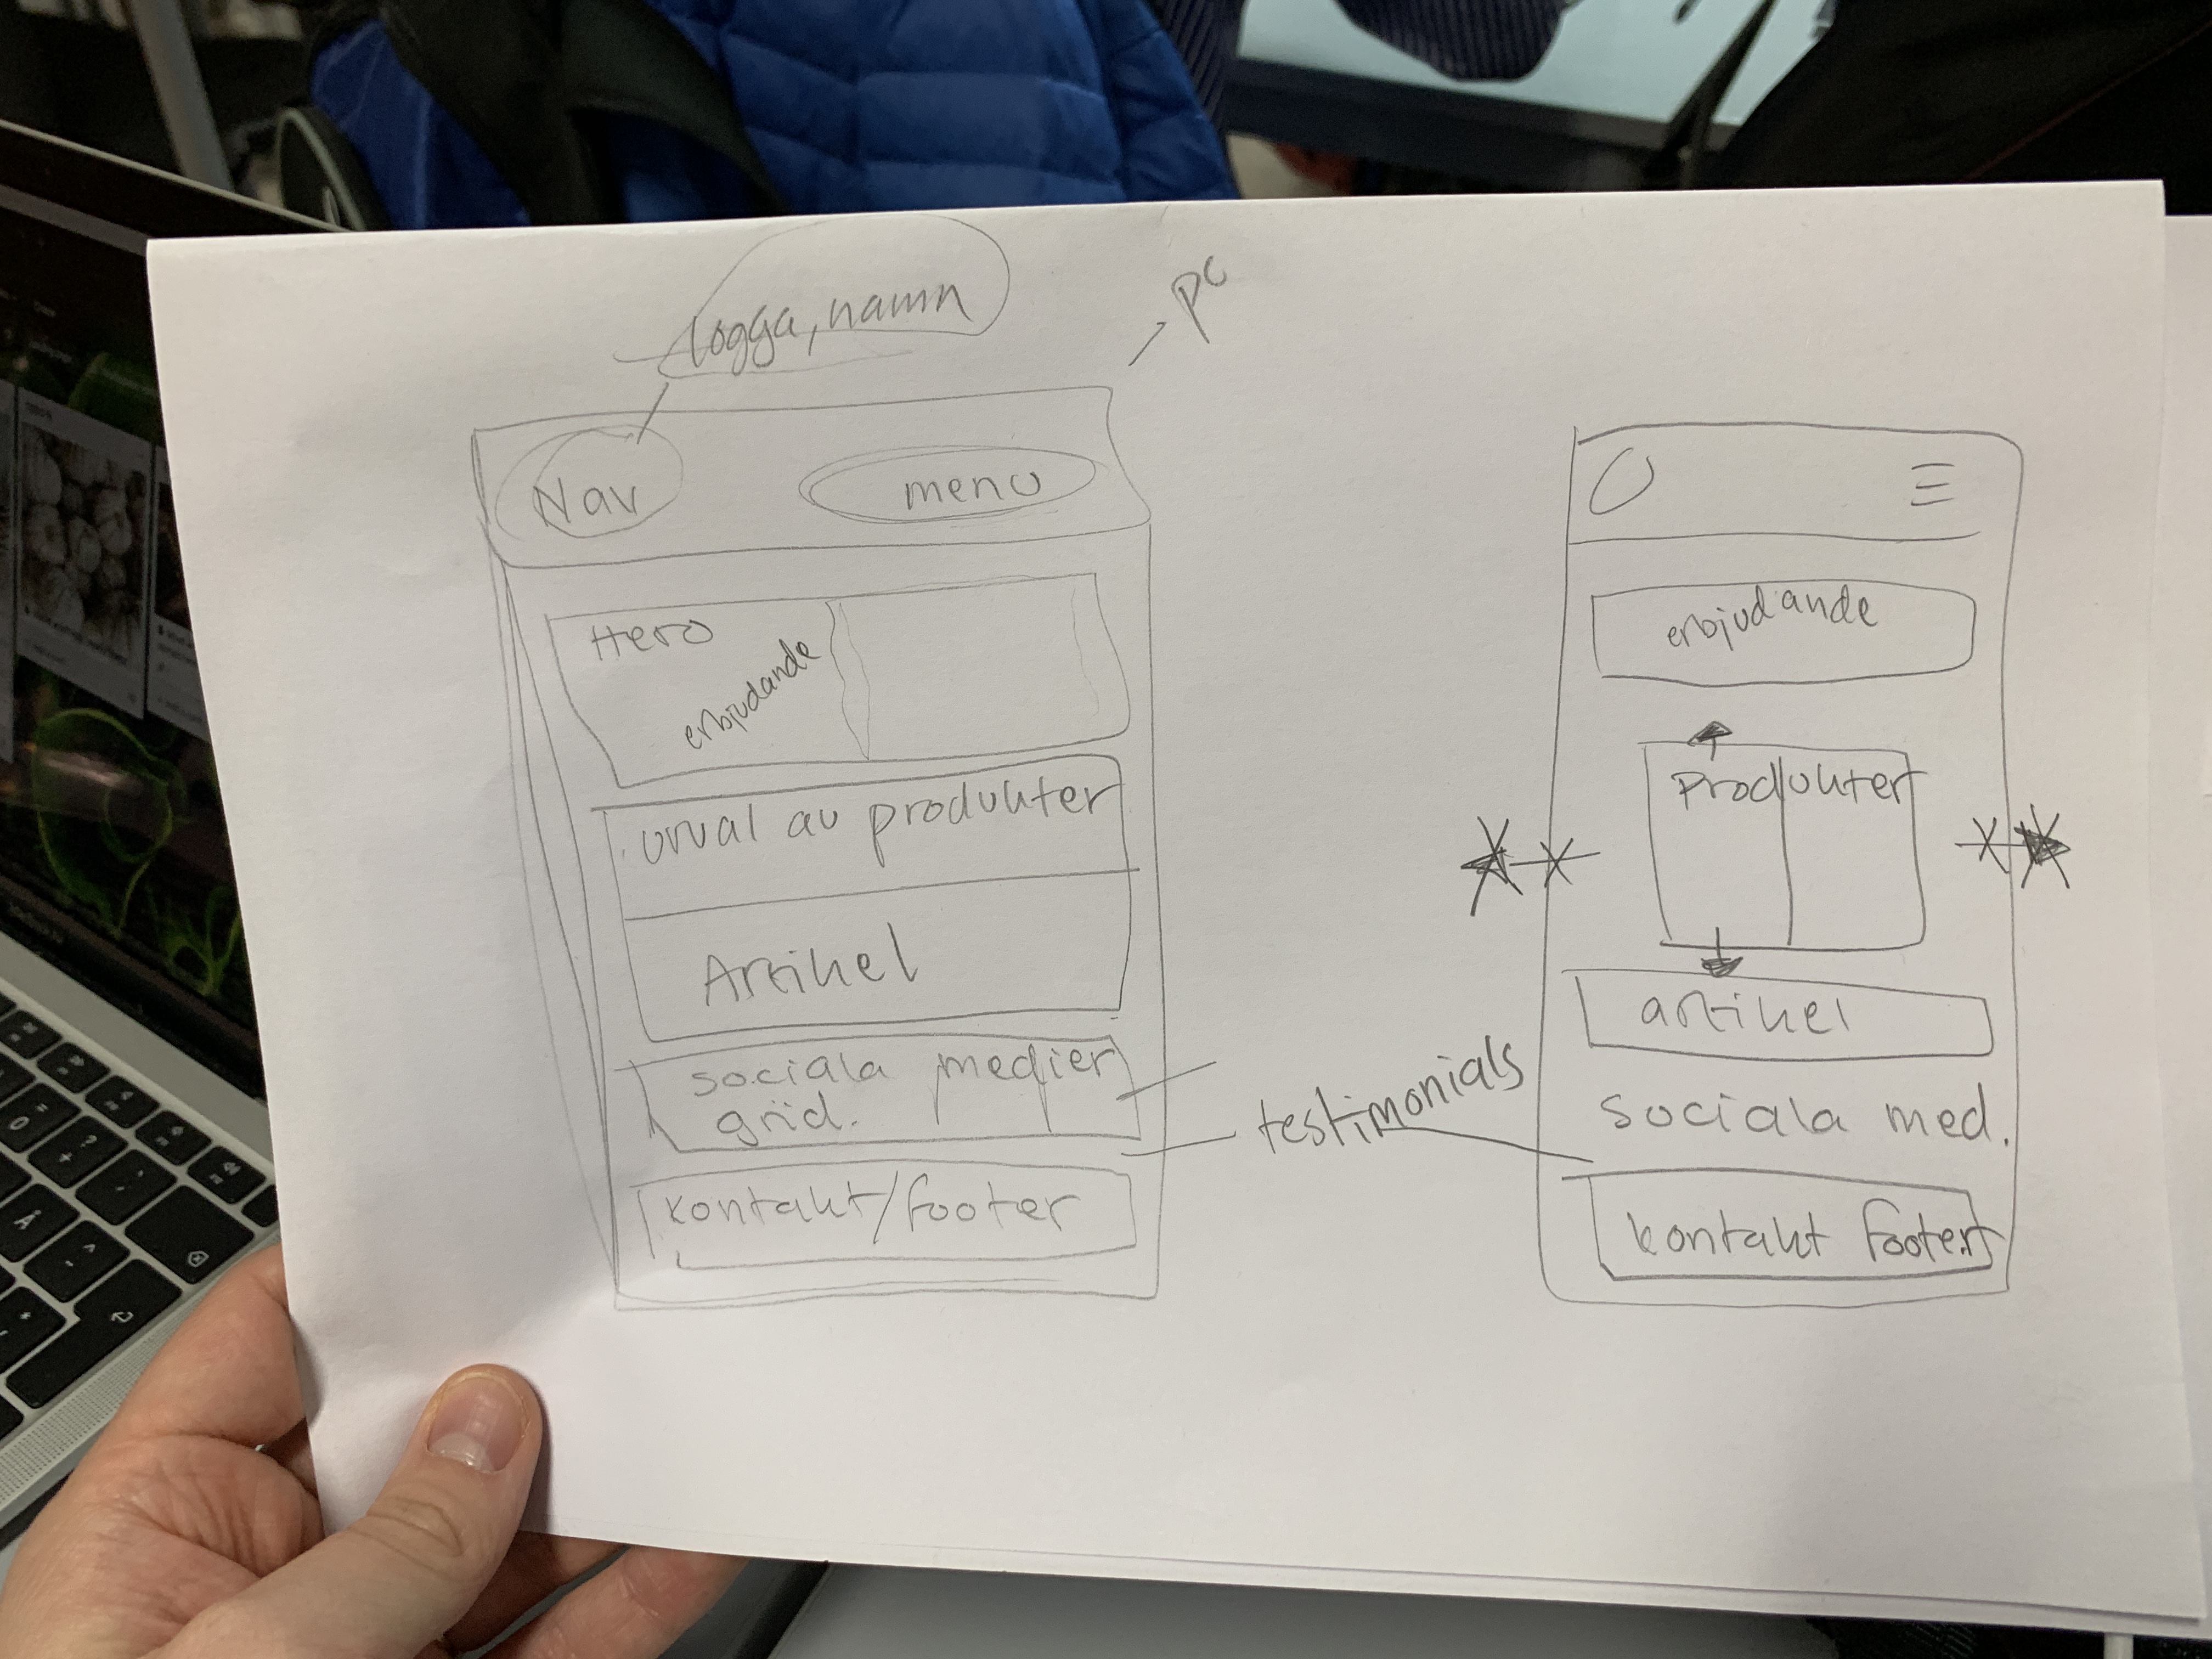 logga, namn
pc
Nav
menu
Hero
erbjudande
urval av produkter
Artikel
sociala medier
grid.
kontakt/footer
testimonials
erbjudande
Produkter
artikel
sociala med.
kontakt footer